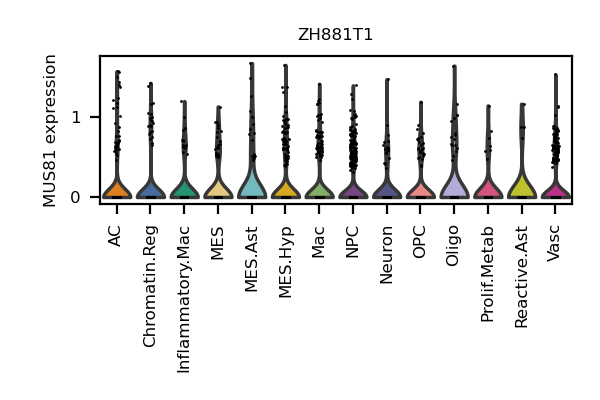 ZH881T1
MUS81 expression
1
0
AC
Chromatin.Reg
Inflammatory.Mac
MES
MES.Ast
MES.Hyp
Mac
NPC
Neuron
OPC
Oligo
Prolif.Metab
Reactive.Ast
Vasc